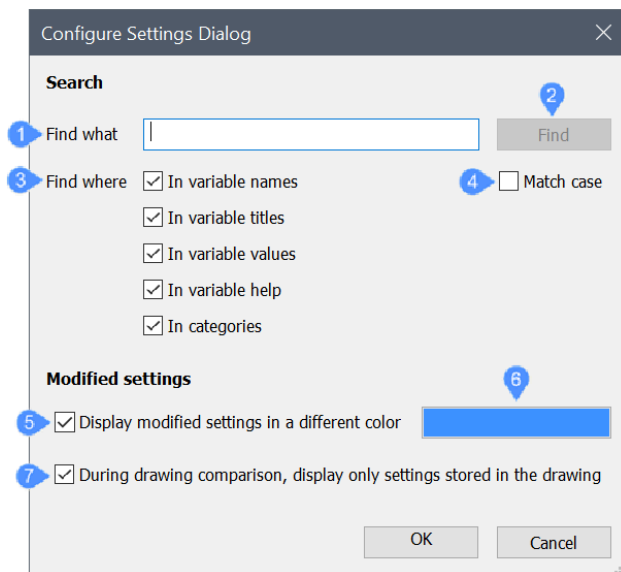 Configure Settings Dialog
Search
2
1 Find what Find
3 Find where In variable names 4 Match case
In variable titles
In variable values
In variable help
In categories
Modified settings 6
5 Display modified settings in a different color
7 During drawing comparison, display only settings stored in the drawing
OK Cancel